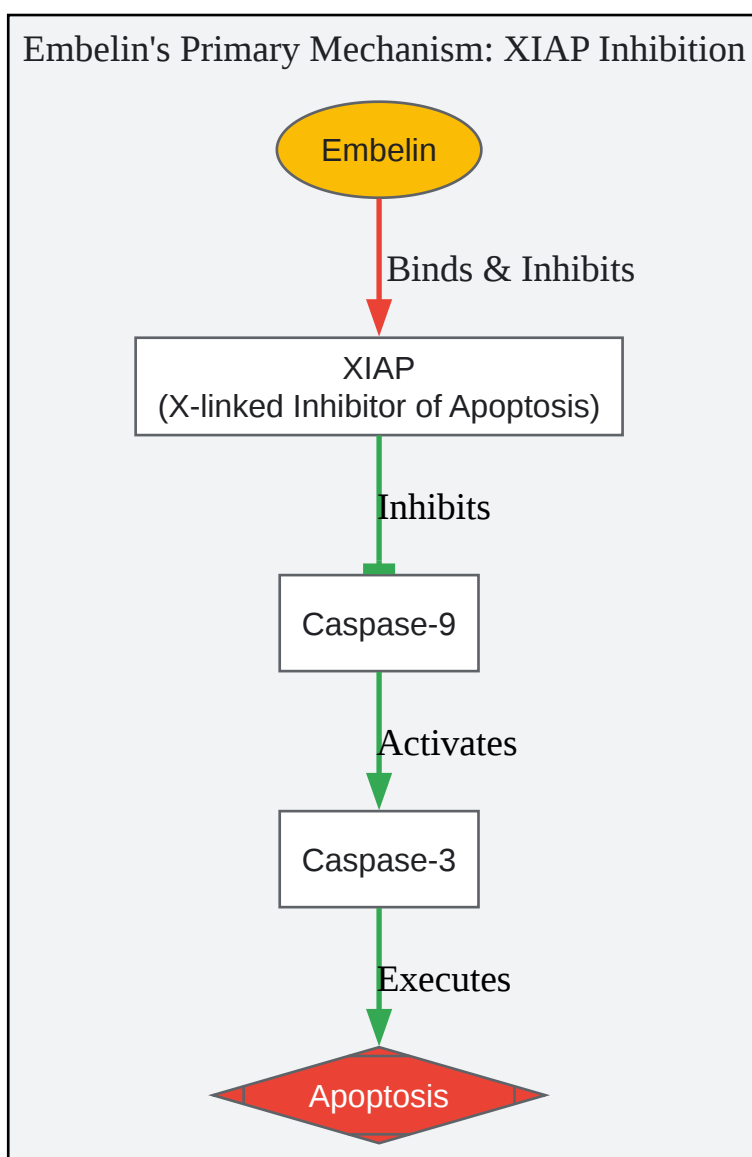 Embelin's Primary Mechanism: XIAP Inhibition
Embelin
Binds & Inhibits
XIAP
(X-linked Inhibitor of Apoptosis)
Inhibits
Caspase-9
Activates
Caspase-3
Executes
Apoptosis